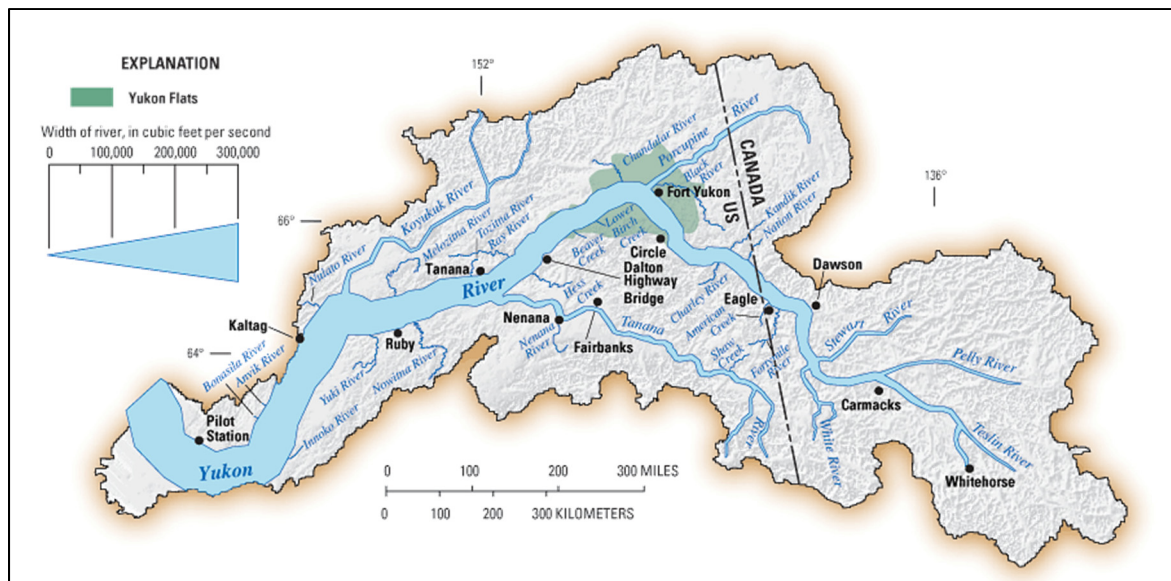 EXPLANATION
Yukon Flats
Width of river, in cubic feet per second
0 100,000 200,000 300,000
152°
136°
66°
64°
CANADA
US
Chandalar River
Porcupine River
Black River
Fort Yukon
Kandik River
Nation River
Koyukuk River
Nulato River
Melozima River
Tozima River
Ray River
Beaver Creek
Lower Birch Creek
Circle
Dalton Highway Bridge
Hess Creek
Tanana
River
Dawson
Eagle
Charley River
American Creek
Shaw Creek
Fortymile River
Stewart River
Pelly River
Nenana
Nenana River
Fairbanks
Tanana River
Kaltag
Ruby
Bonasila River
Anvik River
Yuki River
Nowitna River
Innoko River
Pilot Station
Yukon
Carmacks
White River
Teslin River
Whitehorse
0 100 200 300 MILES
0 100 200 300 KILOMETERS